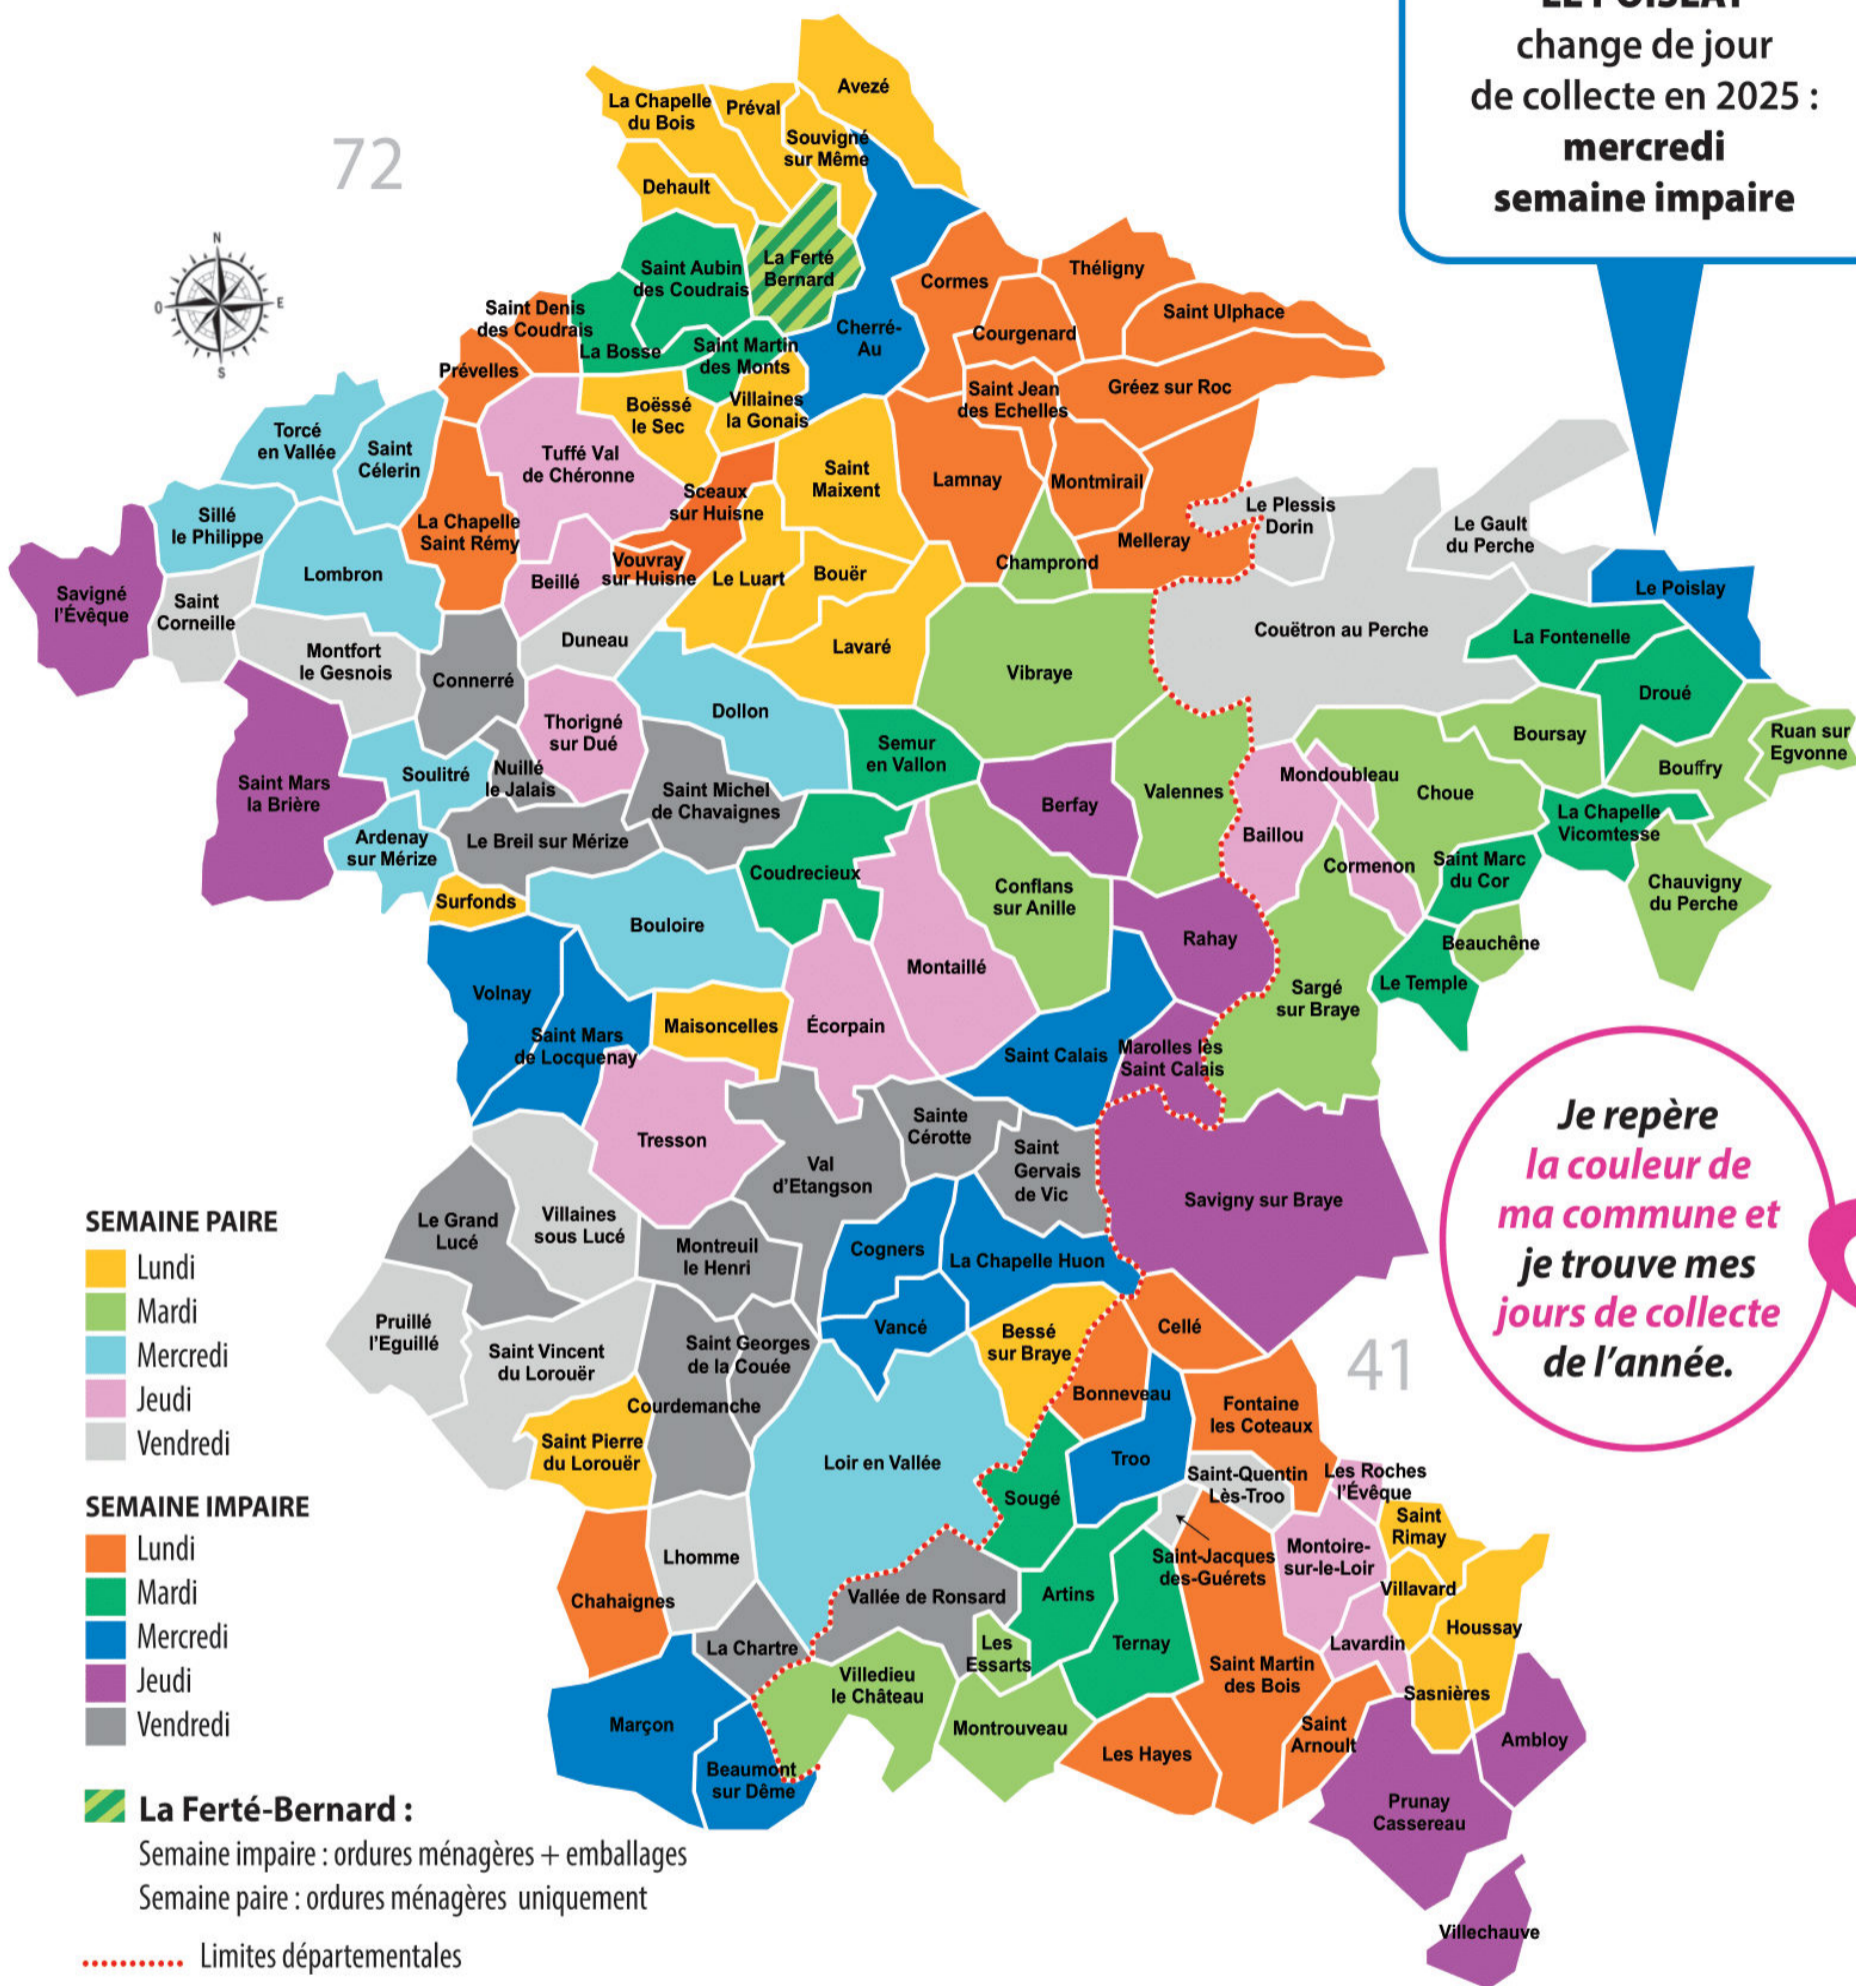 LE POISLAY
change de jour
de collecte en 2025 :
mercredi
semaine impaire
72
N
O
E
S
Avezé
La Chapelle
du Bois
Préval
Souvigné
sur Même
Dehault
Saint Aubin
des Coudrais
La Ferté
Bernard
Cormes
Théligny
Saint Ulphace
Saint Denis
des Coudrais
La Bosse
Saint Martin
des Monts
Cherré-
Au
Courgenard
Prévelles
Boëssé
le Sec
Villaines
la Gonais
Saint Jean
des Echelles
Gréez sur Roc
Torcé
en Vallée
Saint
Célerin
Tuffé Val
de Chéronne
Saint
Maixent
Lamnay
Montmirail
Sceaux
sur Huisne
Sillé
le Philippe
La Chapelle
Saint Rémy
Le Plessis
Dorin
Le Gault
du Perche
Melleray
Champrond
Lombron
Beillé
Vouvray
sur Huisne
Le Luart
Bouër
Le Poislay
Savigné
l'Évêque
Saint
Corneille
Duneau
Lavaré
Couëtron au Perche
La Fontenelle
Montfort
le Gesnois
Connerré
Vibraye
Droué
Dollon
Thorigné
sur Dué
Semur
en Vallon
Boursay
Ruan sur
Egvonne
Bouffry
Saint Mars
la Brière
Soulitré
Nuillé
le Jalais
Saint Michel
de Chavaignes
Berfay
Valennes
Mondoubleau
Choue
Ardenay
sur Mérize
Le Breil sur Mérize
Baillou
La Chapelle
Vicomtesse
Coudrecieux
Conflans
sur Anille
Cormenon
Saint Marc
du Cor
Chauvigny
du Perche
Surfonds
Bouloire
Rahay
Beauchêne
Montaillé
Volnay
Sargé
sur Braye
Le Temple
Saint Mars
de Locquenay
Maisoncelles
Écorpain
Saint Calais
Marolles lès
Saint Calais
Tresson
Sainte
Cérotte
Saint
Gervais
de Vic
Val
d'Etangson
Savigny sur Braye
Je repère
la couleur de
ma commune et
je trouve mes
jours de collecte
de l'année.
Le Grand
Lucé
Villaines
sous Lucé
Montreuil
le Henri
Cogners
La Chapelle Huon
Pruillé
l'Eguillé
Saint Vincent
du Lorouër
Saint Georges
de la Couée
Vancé
Bessé
sur Braye
Cellé
41
Courdemanche
Bonneveau
Fontaine
les Coteaux
Saint Pierre
du Lorouër
Loir en Vallée
Troo
Saint-Quentin
Lès-Troo
Les Roches
l'Évêque
Sougé
Saint
Rimay
Lhomme
Saint-Jacques
des-Guérets
Montoire-
sur-le-Loir
Villavard
Chahaignes
Vallée de Ronsard
Artins
Houssay
La Chartre
Les
Essarts
Ternay
Lavardin
Villedieu
le Château
Saint Martin
des Bois
Sasnières
Marçon
Montrouveau
Les Hayes
Saint
Arnoult
Ambloy
Beaumont
sur Dême
Prunay
Cassereau
Villechauve
SEMAINE PAIRE
Lundi
Mardi
Mercredi
Jeudi
Vendredi
SEMAINE IMPAIRE
Lundi
Mardi
Mercredi
Jeudi
Vendredi
La Ferté-Bernard :
Semaine impaire : ordures ménagères + emballages
Semaine paire : ordures ménagères uniquement
Limites départementales